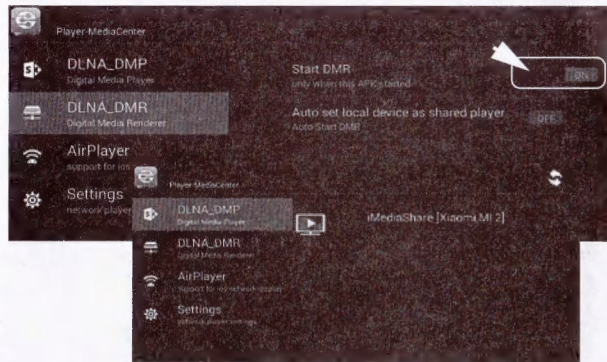 Player-MediaCenter
DLNA_DMP
Digital Media Player
DLNA_DMR
Digital Media Renderer
AirPlayer
support for ios
Settings
network player
Start DMR
only when this APK started
ON
Auto set local device as shared player
Auto Start DMR
OFF
Player-MediaCenter
DLNA_DMP
Digital Media Player
DLNA_DMR
Digital Media Renderer
AirPlayer
Support for ios network display
Settings
network player settings
iMediaShare [Xiaomi MI 2]